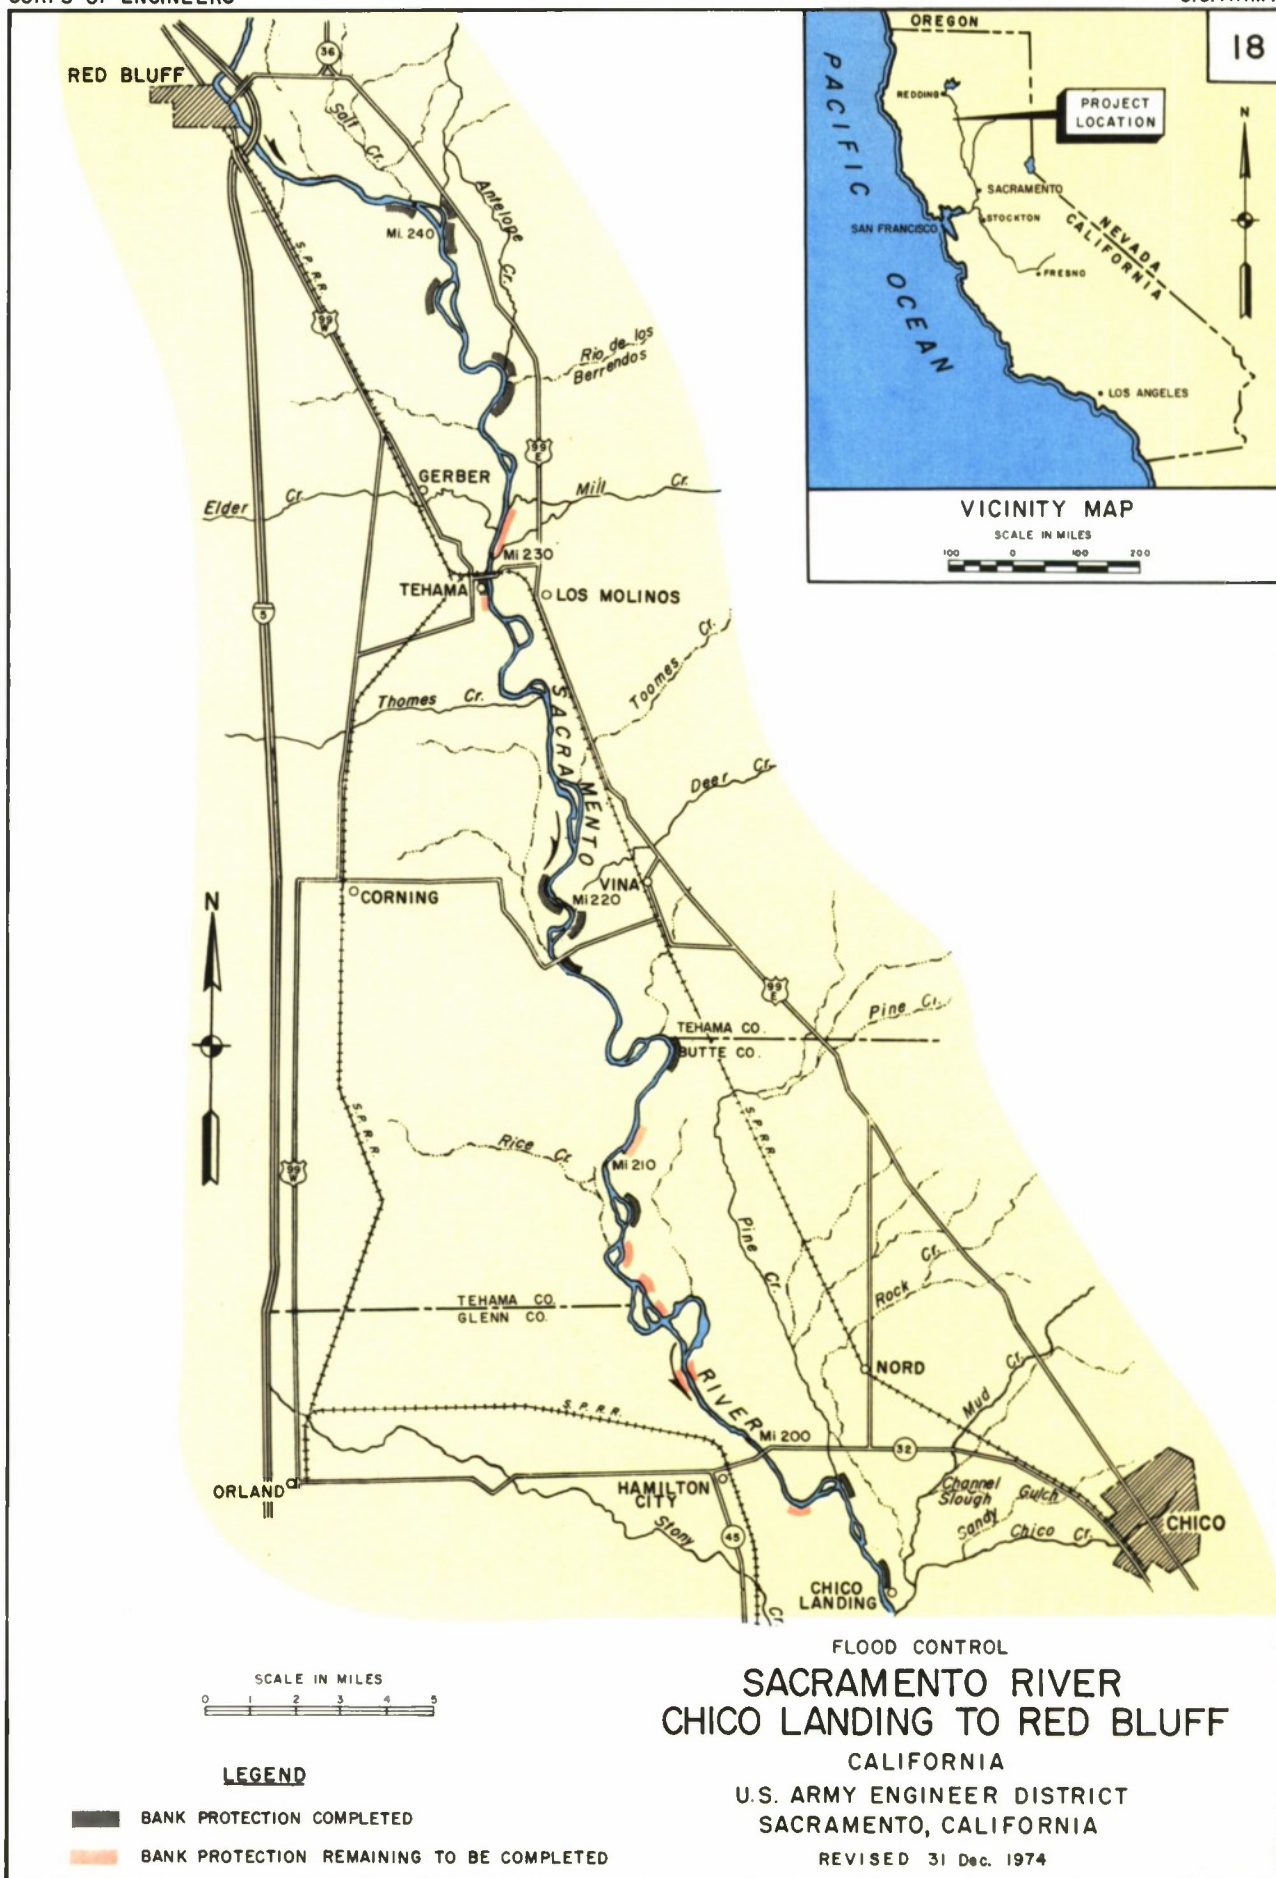 CORPS OF ENGINEERS
18
OREGON
PACIFIC OCEAN
REDDING
PROJECT
LOCATION
N
SACRAMENTO
STOCKTON
SAN FRANCISCO
NEVADA
CALIFORNIA
FRESNO
LOS ANGELES
VICINITY MAP
SCALE IN MILES
100 0 100 200
RED BLUFF
36
Salt Cr.
Antelope Cr.
Mi. 240
S.P.R.R.
99 W
Rio de los
Berrendos
99 E
GERBER
Elder Cr.
Mill Cr.
Mi 230
TEHAMA
LOS MOLINOS
5
Toomes Cr.
Thomes Cr.
SACRAMENTO
Deer Cr.
VINA
Mi 220
CORNING
N
99 E
Pine Cr.
TEHAMA CO.
BUTTE CO.
S.P.R.R.
S.P.R.R.
Rice Cr.
Mi 210
99 W
Pine Cr.
Rock Cr.
TEHAMA CO.
GLENN CO.
NORD
RIVER
Mud Cr.
S.P.R.R.
Mi 200
32
ORLAND
HAMILTON
CITY
Channel
Slough
Sandy Gulch
Chico Cr.
CHICO
Stony Cr.
45
CHICO
LANDING
FLOOD CONTROL
SACRAMENTO RIVER
CHICO LANDING TO RED BLUFF
CALIFORNIA
U.S. ARMY ENGINEER DISTRICT
SACRAMENTO, CALIFORNIA
REVISED 31 Dec. 1974
SCALE IN MILES
0 1 2 3 4 5
LEGEND
BANK PROTECTION COMPLETED
BANK PROTECTION REMAINING TO BE COMPLETED